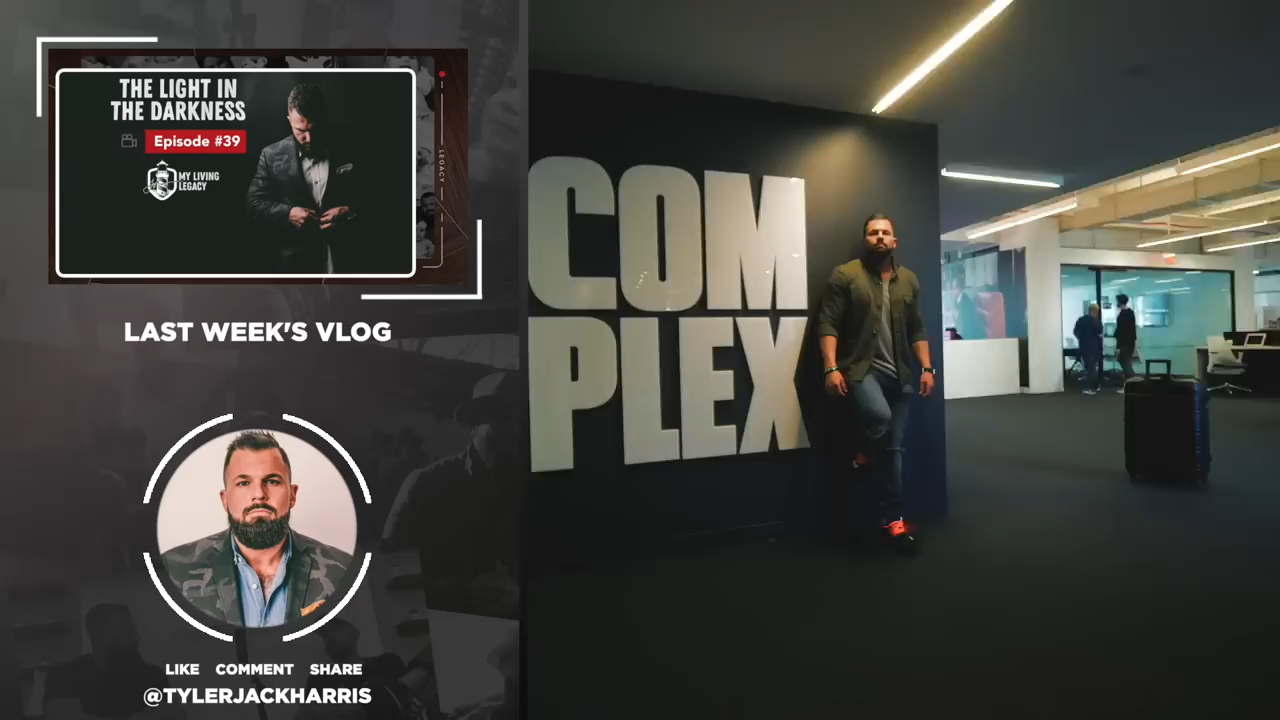 THE LIGHT IN
THE DARKNESS
Episode #39
MY LIVING
LEGACY
LEGACY
LAST WEEK'S VLOG
LIKE COMMENT SHARE
@TYLERJACKHARRIS
COM
PLEX